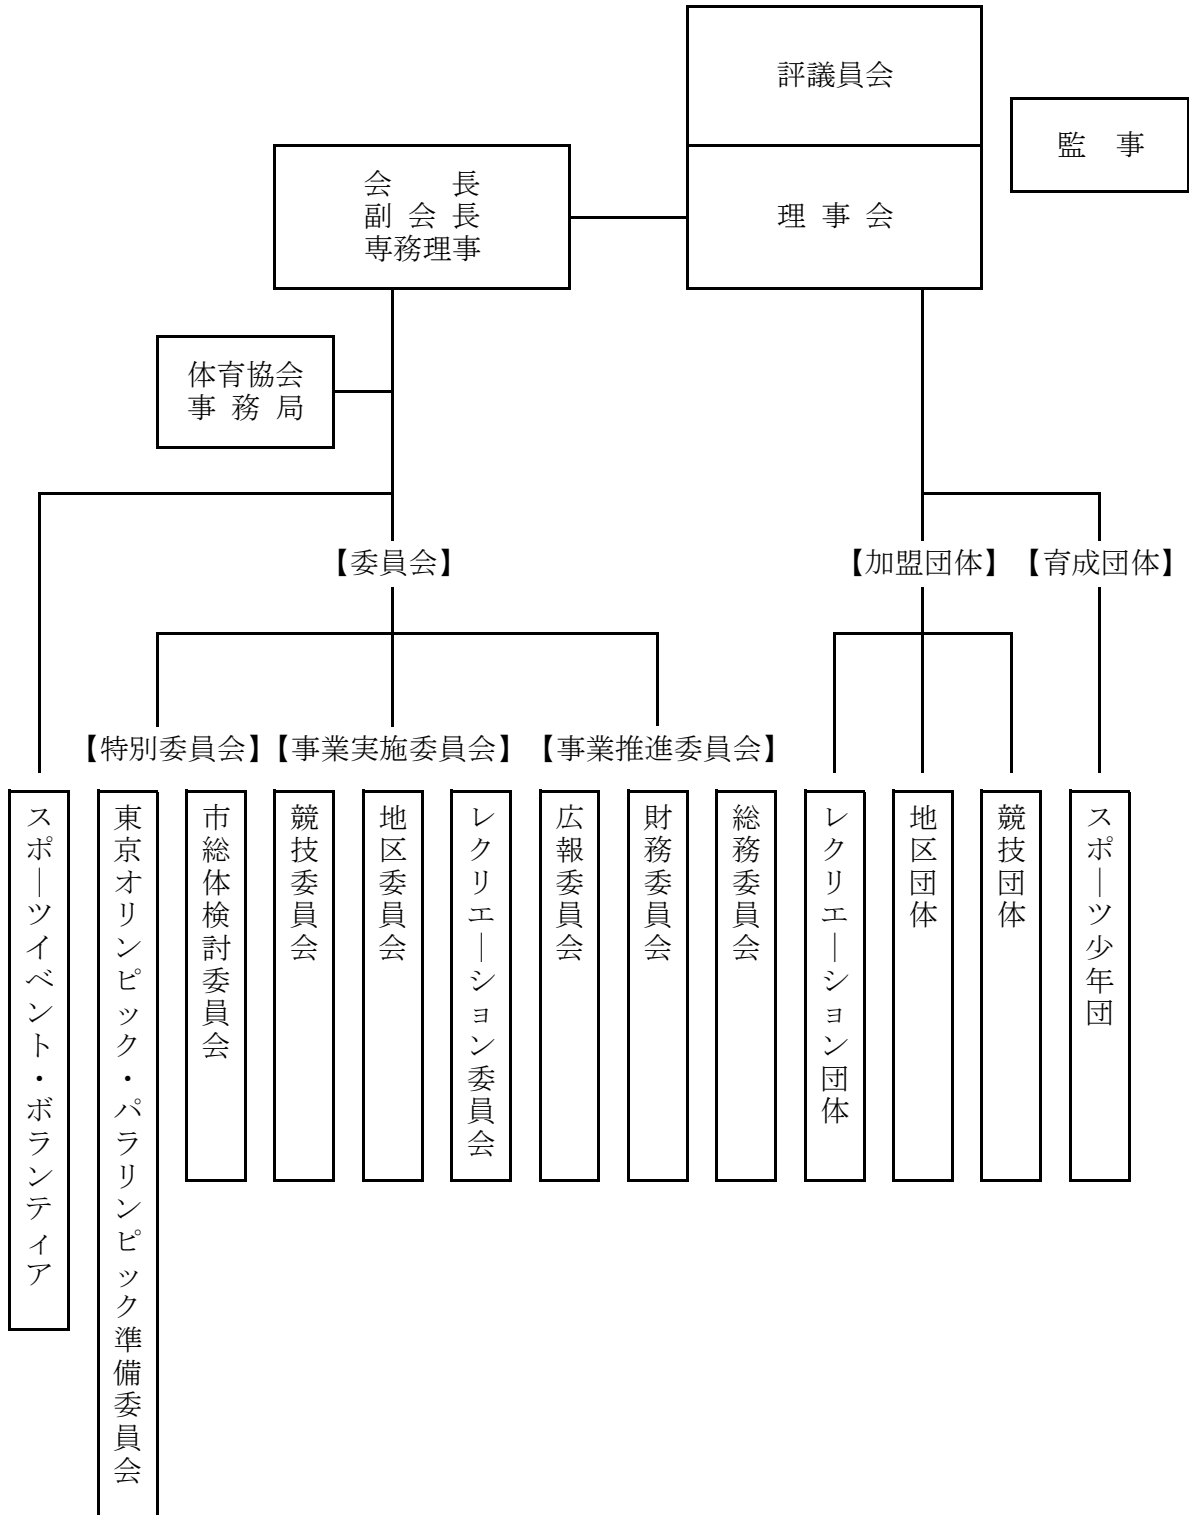 評議員会
監　事
会　　長
副 会 長
専務理事
理 事 会
体育協会
事 務 局
【委員会】
【加盟団体】
【育成団体】
【特別委員会】
【事業実施委員会】
【事業推進委員会】
スポーツイベント・ボランティア
東京オリンピック・パラリンピック準備委員会
市総体検討委員会
競技委員会
地区委員会
レクリエーション委員会
広報委員会
財務委員会
総務委員会
レクリエーション団体
地区団体
競技団体
スポーツ少年団